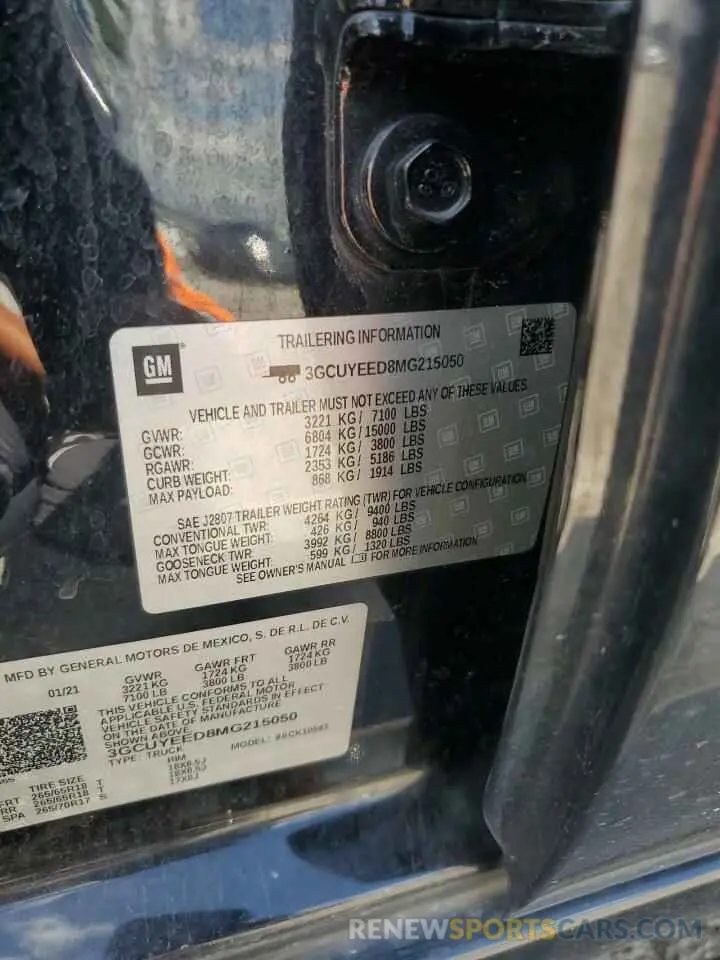 GM
TRAILERING INFORMATION
3GCUYEED8MG215050
VEHICLE AND TRAILER MUST NOT EXCEED ANY OF THESE VALUES
GVWR: 3221 KG/ 7100 LBS
GCWR: 6804 KG/15000 LBS
RGAWR: 1724 KG/ 3800 LBS
CURB WEIGHT: 2353 KG/ 5186 LBS
MAX PAYLOAD: 868 KG/ 1914 LBS
SAE J2807 TRAILER WEIGHT RATING (TWR) FOR VEHICLE CONFIGURATION
CONVENTIONAL TWR: 4264 KG/ 9400 LBS
MAX TONGUE WEIGHT: 426 KG/ 940 LBS
GOOSENECK TWR: 3992 KG/ 8800 LBS
MAX TONGUE WEIGHT: 599 KG/ 1320 LBS
SEE OWNER'S MANUAL FOR MORE INFORMATION
MFD BY GENERAL MOTORS DE MEXICO, S. DE R.L. DE C.V.
01/21 GVWR GAWR FRT GAWR RR
3221KG 1724 KG 1724 KG
7100 LB 3800 LB 3800 LB
THIS VEHICLE CONFORMS TO ALL
APPLICABLE U.S. FEDERAL MOTOR
VEHICLE SAFETY STANDARDS IN EFFECT
ON THE DATE OF MANUFACTURE
SHOWN ABOVE
3GCUYEED8MG215050
TYPE: TRUCK MODEL:
TIRE SIZE RIM
FRT 265/65R18 T 18X8.5J
RR 265/65R18 T 18X8.5J
SPA 265/70R17 S 17X8J
RENEWSPORTSCARS.COM